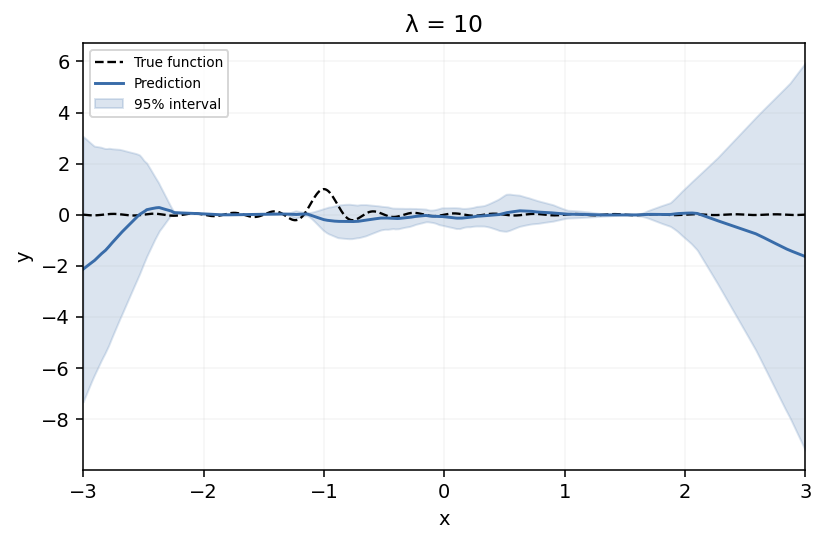 λ = 10
True function
Prediction
95% interval
6
4
2
0
−2
−4
−6
−8
y
−3
−2
−1
0
1
2
3
x